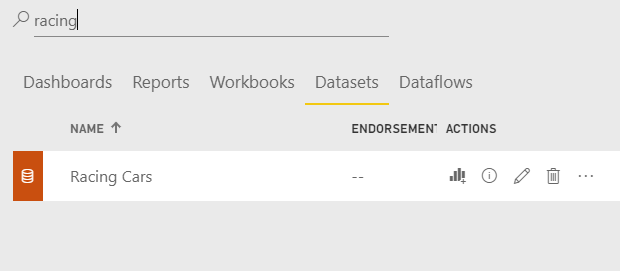 racing
Dashboards Reports Workbooks Datasets Dataflows
NAME ENDORSEMENT ACTIONS
Racing Cars --